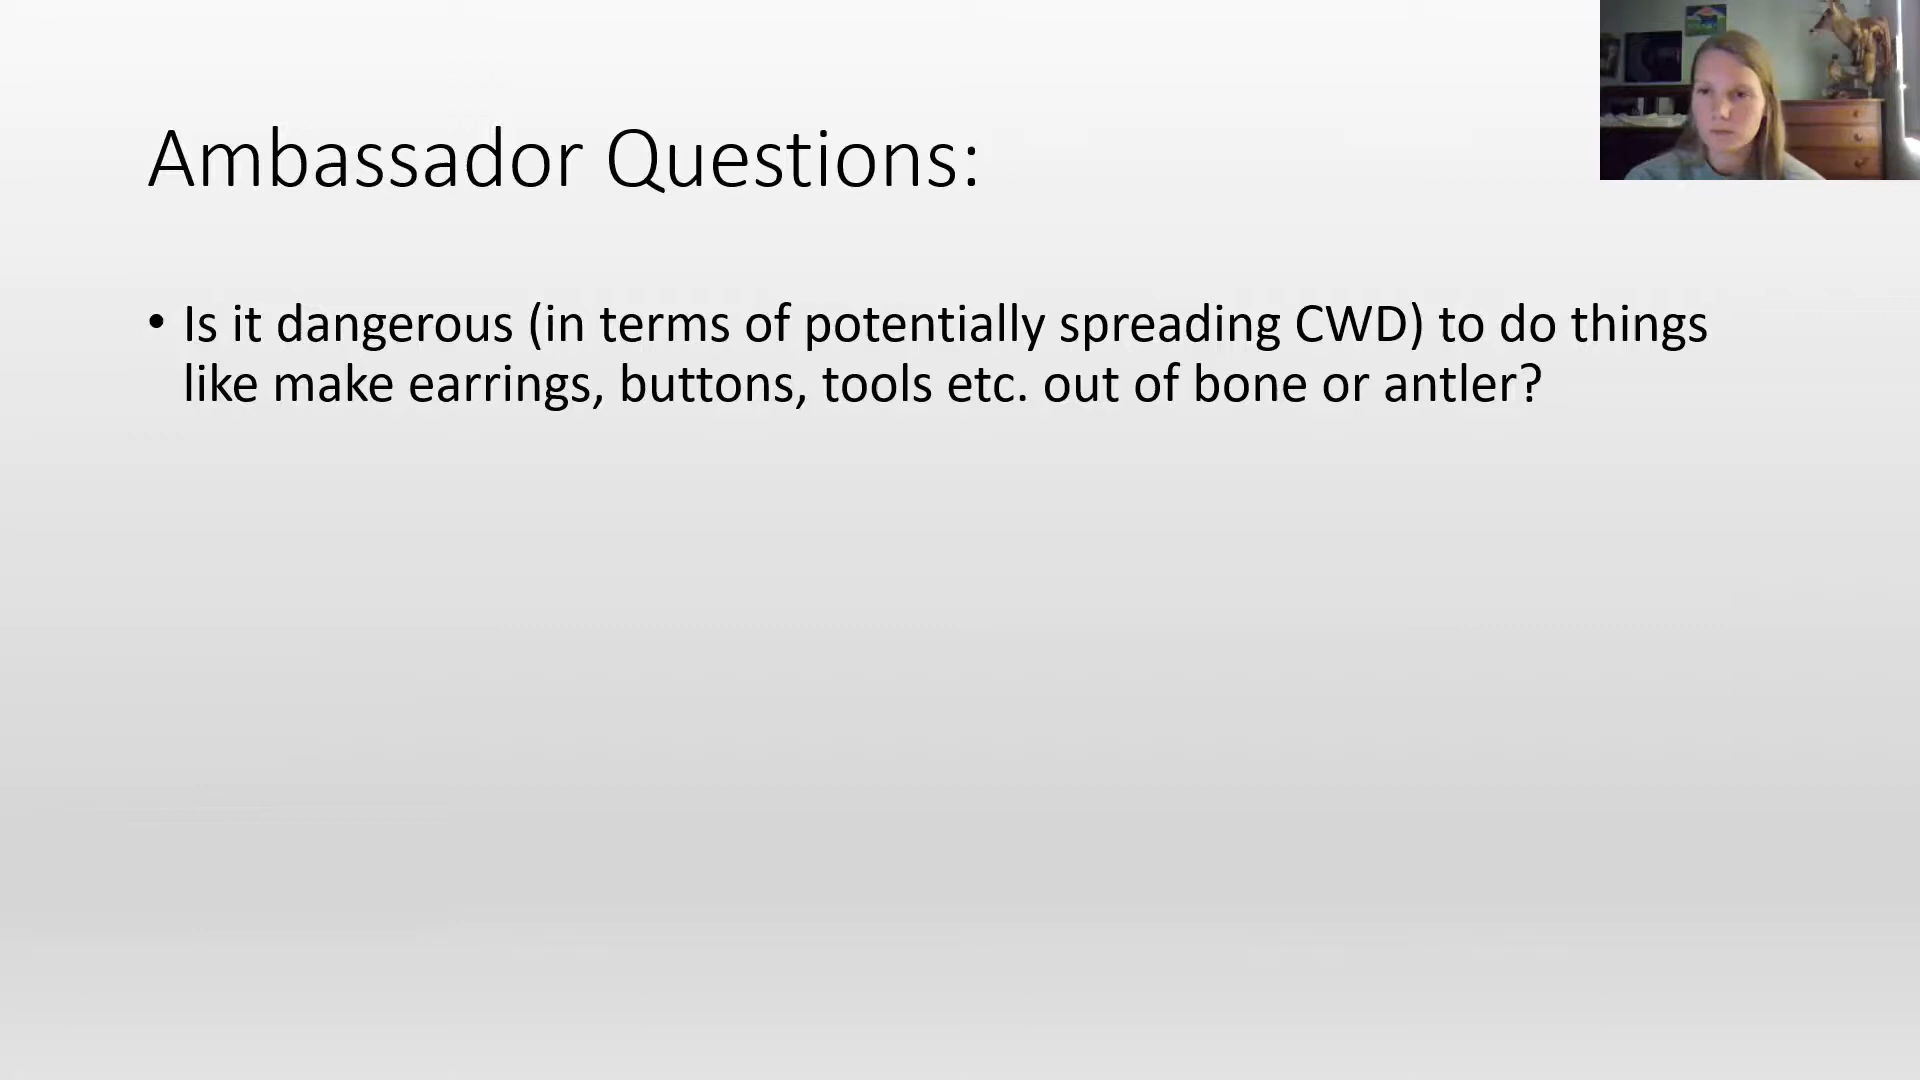 Ambassador Questions:
• Is it dangerous (in terms of potentially spreading CWD) to do things
like make earrings, buttons, tools etc. out of bone or antler?